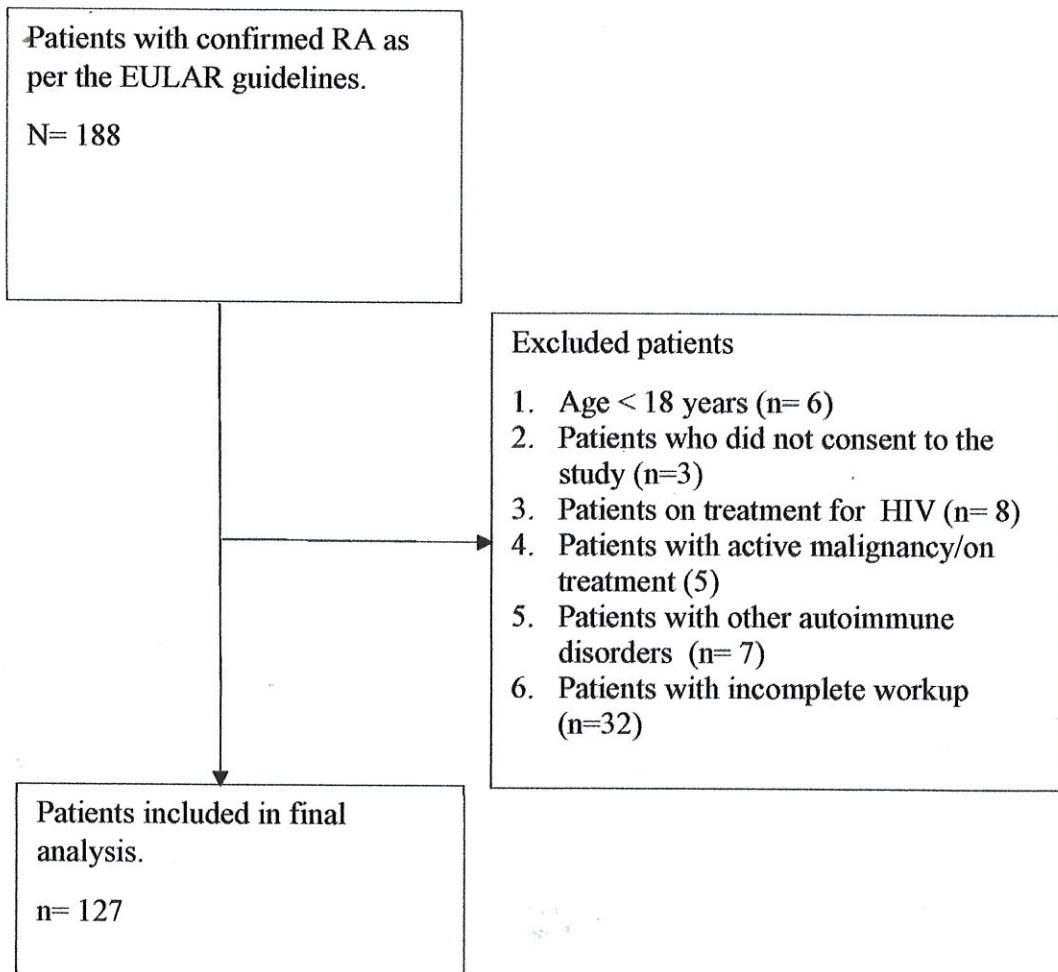 Patients with confirmed RA as
per the EULAR guidelines.
N= 188
Excluded patients
1. Age < 18 years (n= 6)
2. Patients who did not consent to the
study (n=3)
3. Patients on treatment for HIV (n= 8)
4. Patients with active malignancy/on
treatment (5)
5. Patients with other autoimmune
disorders (n= 7)
6. Patients with incomplete workup
(n=32)
Patients included in final
analysis.
n= 127